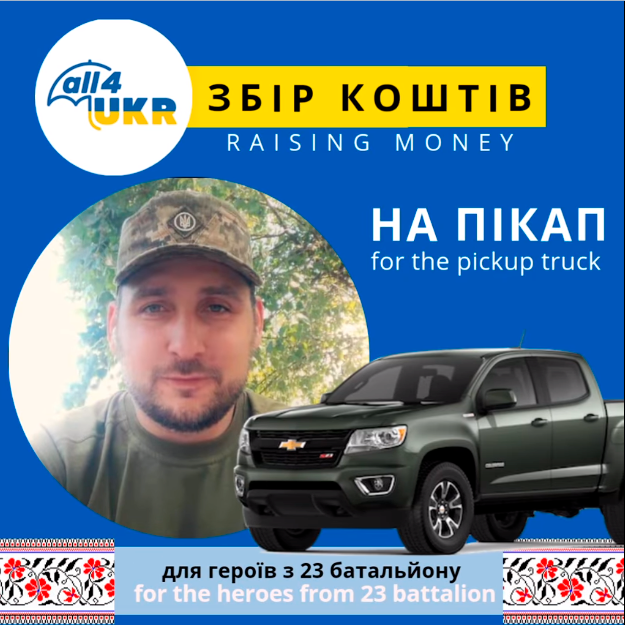 all4
UKR
ЗБІР КОШТІВ
RAISING MONEY
НА ПІКАП
for the pickup truck
Z71
для героїв з 23 батальйону
for the heroes from 23 battalion